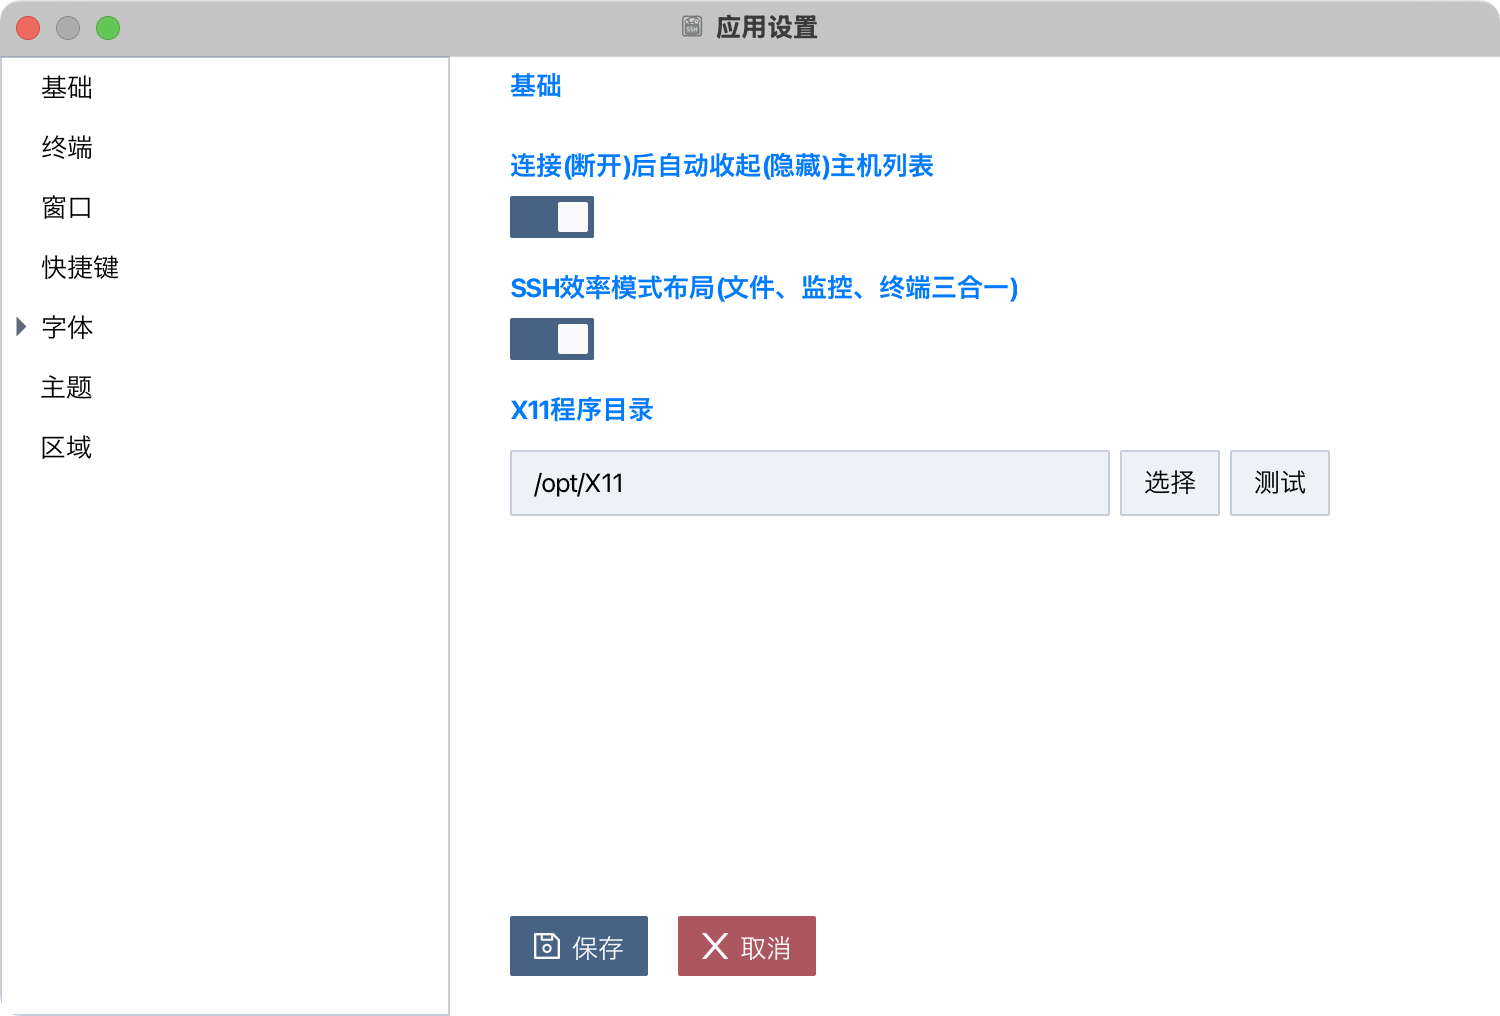 应用设置
基础
终端
窗口
快捷键
字体
主题
区域
基础
连接(断开)后自动收起(隐藏)主机列表
SSH效率模式布局(文件、监控、终端三合一)
X11程序目录
/opt/X11
选择
测试
保存
取消